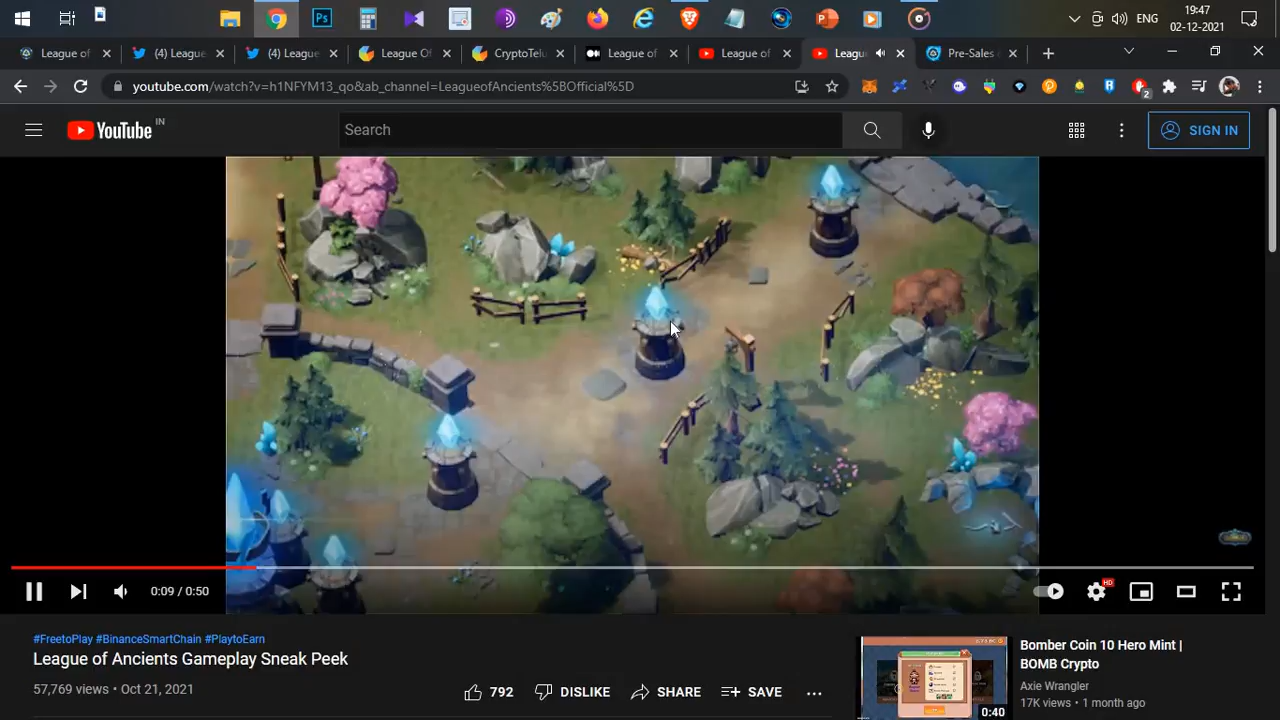 19:47
ENG
02-12-2021
League of
(4) League
(4) League
League Of
CryptoTelu
League of
League of
League
Pre-Sales
youtube.com/watch?v=h1NFYM13_qo&ab_channel=LeagueofAncients%5BOfficial%5D
2
YouTube IN
Search
SIGN IN
0:09 / 0:50
HD
#FreetoPlay #BinanceSmartChain #PlaytoEarn
League of Ancients Gameplay Sneak Peek
57,769 views • Oct 21, 2021
792
DISLIKE
SHARE
SAVE
0:40
Bomber Coin 10 Hero Mint |
BOMB Crypto
Axie Wrangler
17K views • 1 month ago